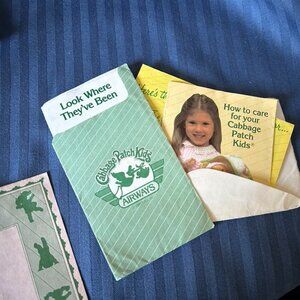 Look Where
They've Been
Cabbage Patch Kids
AIRWAYS
How to care
for your
Cabbage
Patch
Kids®